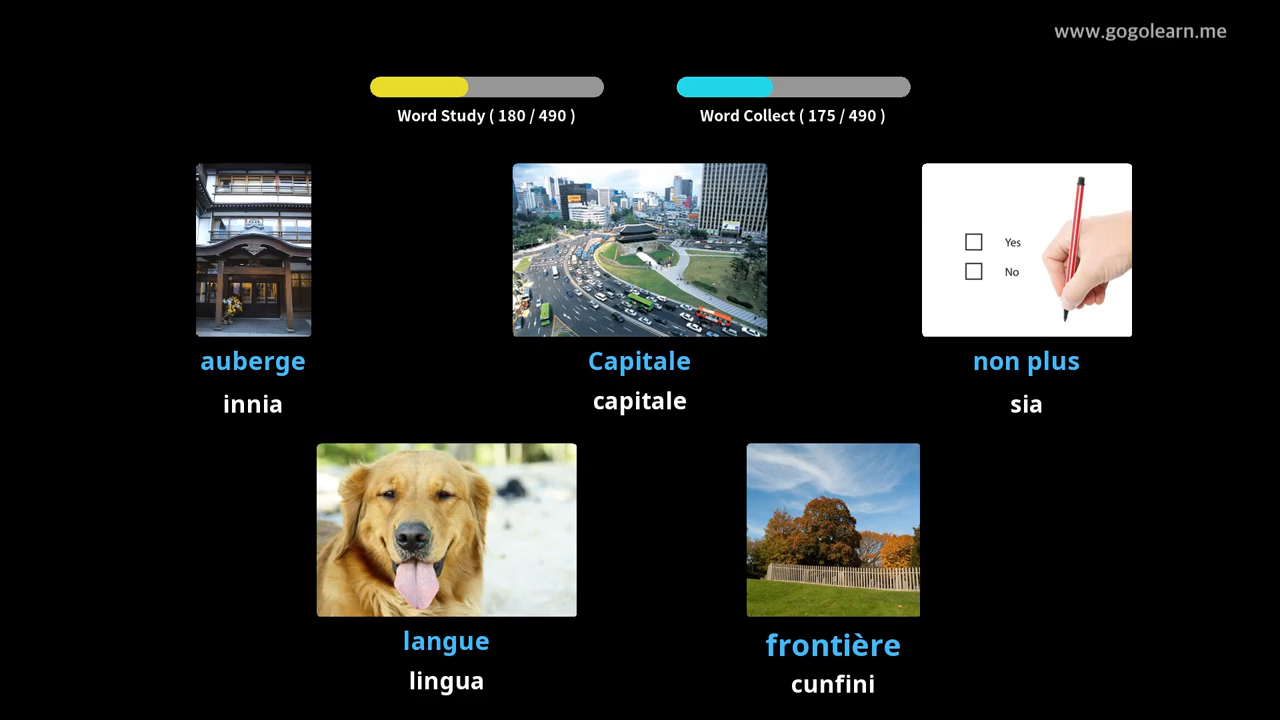 www.gogolearn.me
Word Study ( 180 / 490 )
Word Collect ( 175 / 490 )
Yes
No
auberge
Capitale
non plus
innia
capitale
sia
langue
frontière
lingua
cunfini